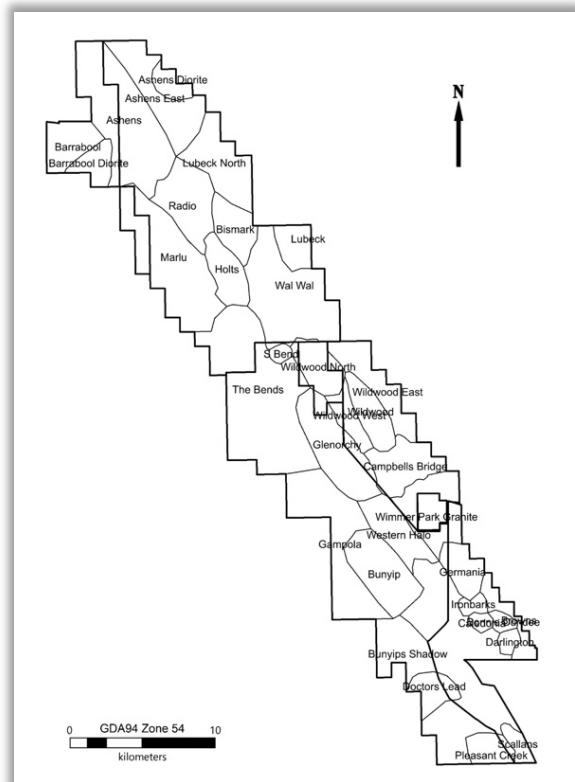 Ashens Diorite
N
Ashens East
Ashens
Barrabool
Barrabool Diorite
Lubeck North
Radio
Bismark
Lubeck
Marlu
Holts
Wal Wal
S Bend
Wildwood North
The Bends
Wildwood East
Wildwood
Wildwood West
Glenorchy
Campbells Bridge
Wimmer Park Granite
Western Halo
Gampola
Bunyip
Germania
Ironbarks
Caledonia
Darlington
Bunyips Shadow
Doctors Lead
Scallans
Pleasant Creek
0 GDA94 Zone 54 10
kilometers